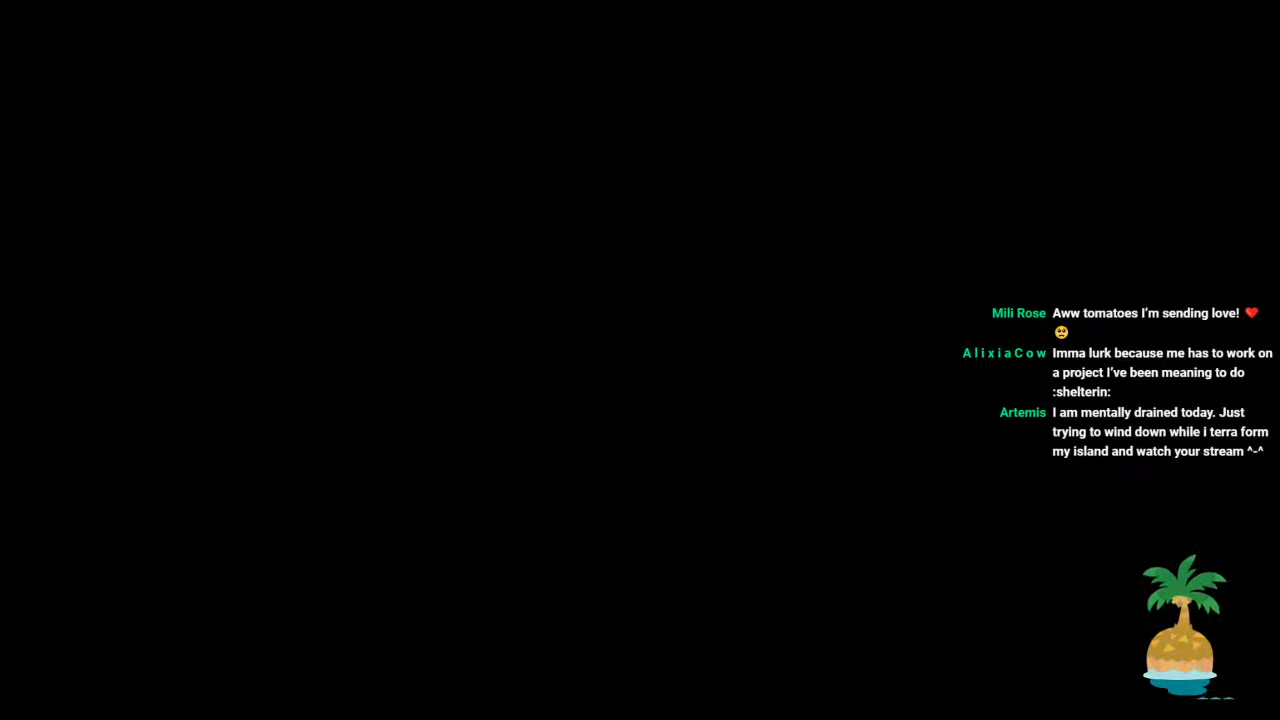 Mili Rose Aww tomatoes I'm sending love! ❤️
🥺
A l i x i a C o w Imma lurk because me has to work on
a project I've been meaning to do
:shelterin:
Artemis I am mentally drained today. Just
trying to wind down while i terra form
my island and watch your stream ^-^